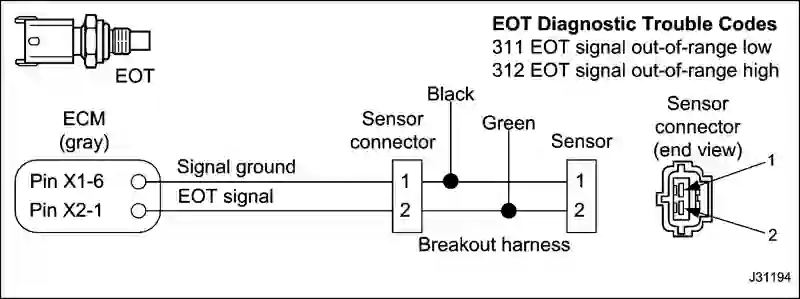 EOT Diagnostic Trouble Codes
311 EOT signal out-of-range low
312 EOT signal out-of-range high
EOT
ECM
(gray)
Pin X1-6
Pin X2-1
Signal ground
EOT signal
Sensor
connector
1
2
Black
Green
Breakout harness
Sensor
1
2
Sensor
connector
(end view)
1
2
J31194